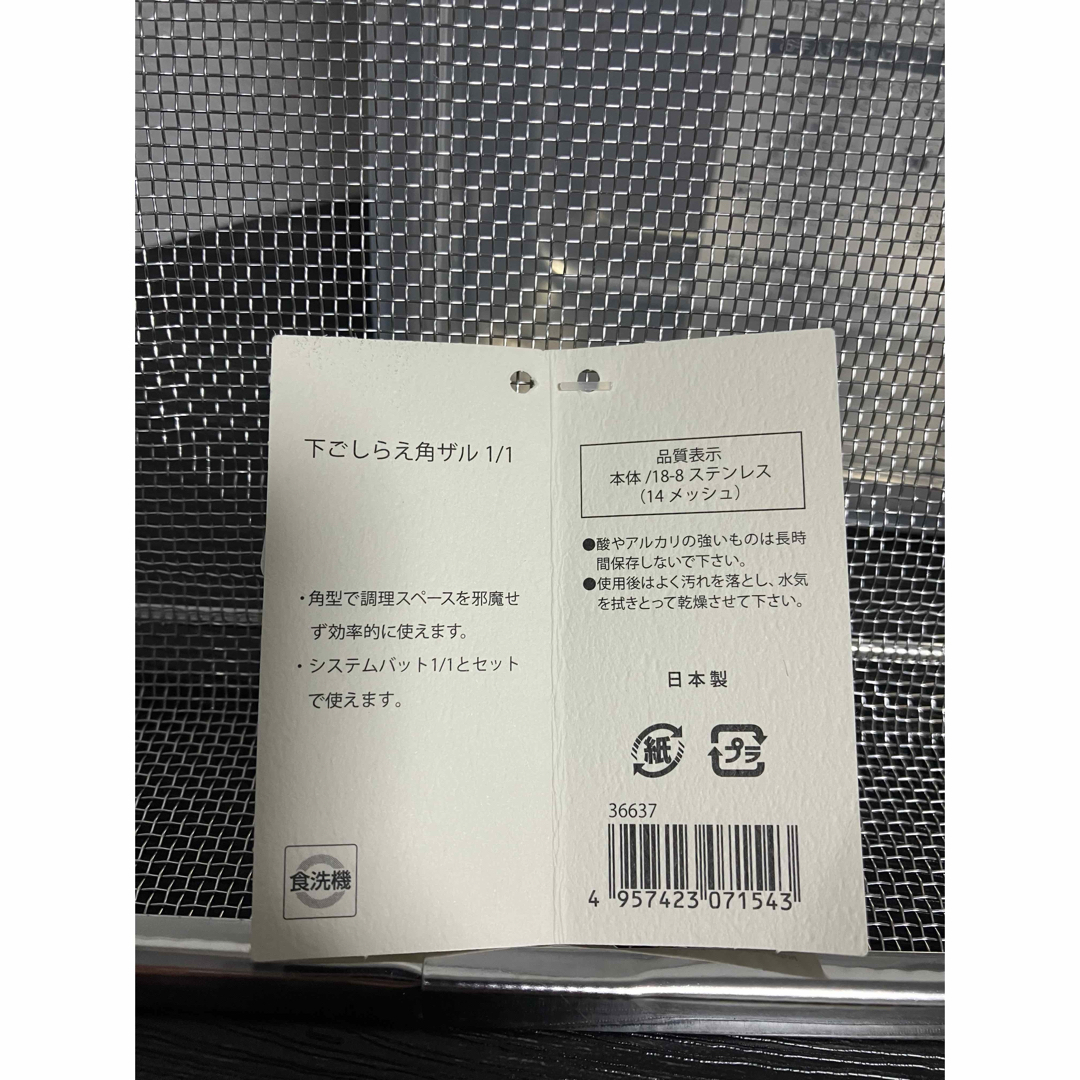 下ごしらえ角ザル 1/1
・角型で調理スペースを邪魔せ
ず効率的に使えます。
・システムバット1/1とセット
で使えます。
食洗機
品質表示
本体 /18-8 ステンレス
（14 メッシュ）
●酸やアルカリの強いものは長時
間保存しないで下さい。
●使用後はよく汚れを落とし、水気
を拭きとって乾燥させて下さい。
日本製
紙
プラ
36637
4 957423 071543